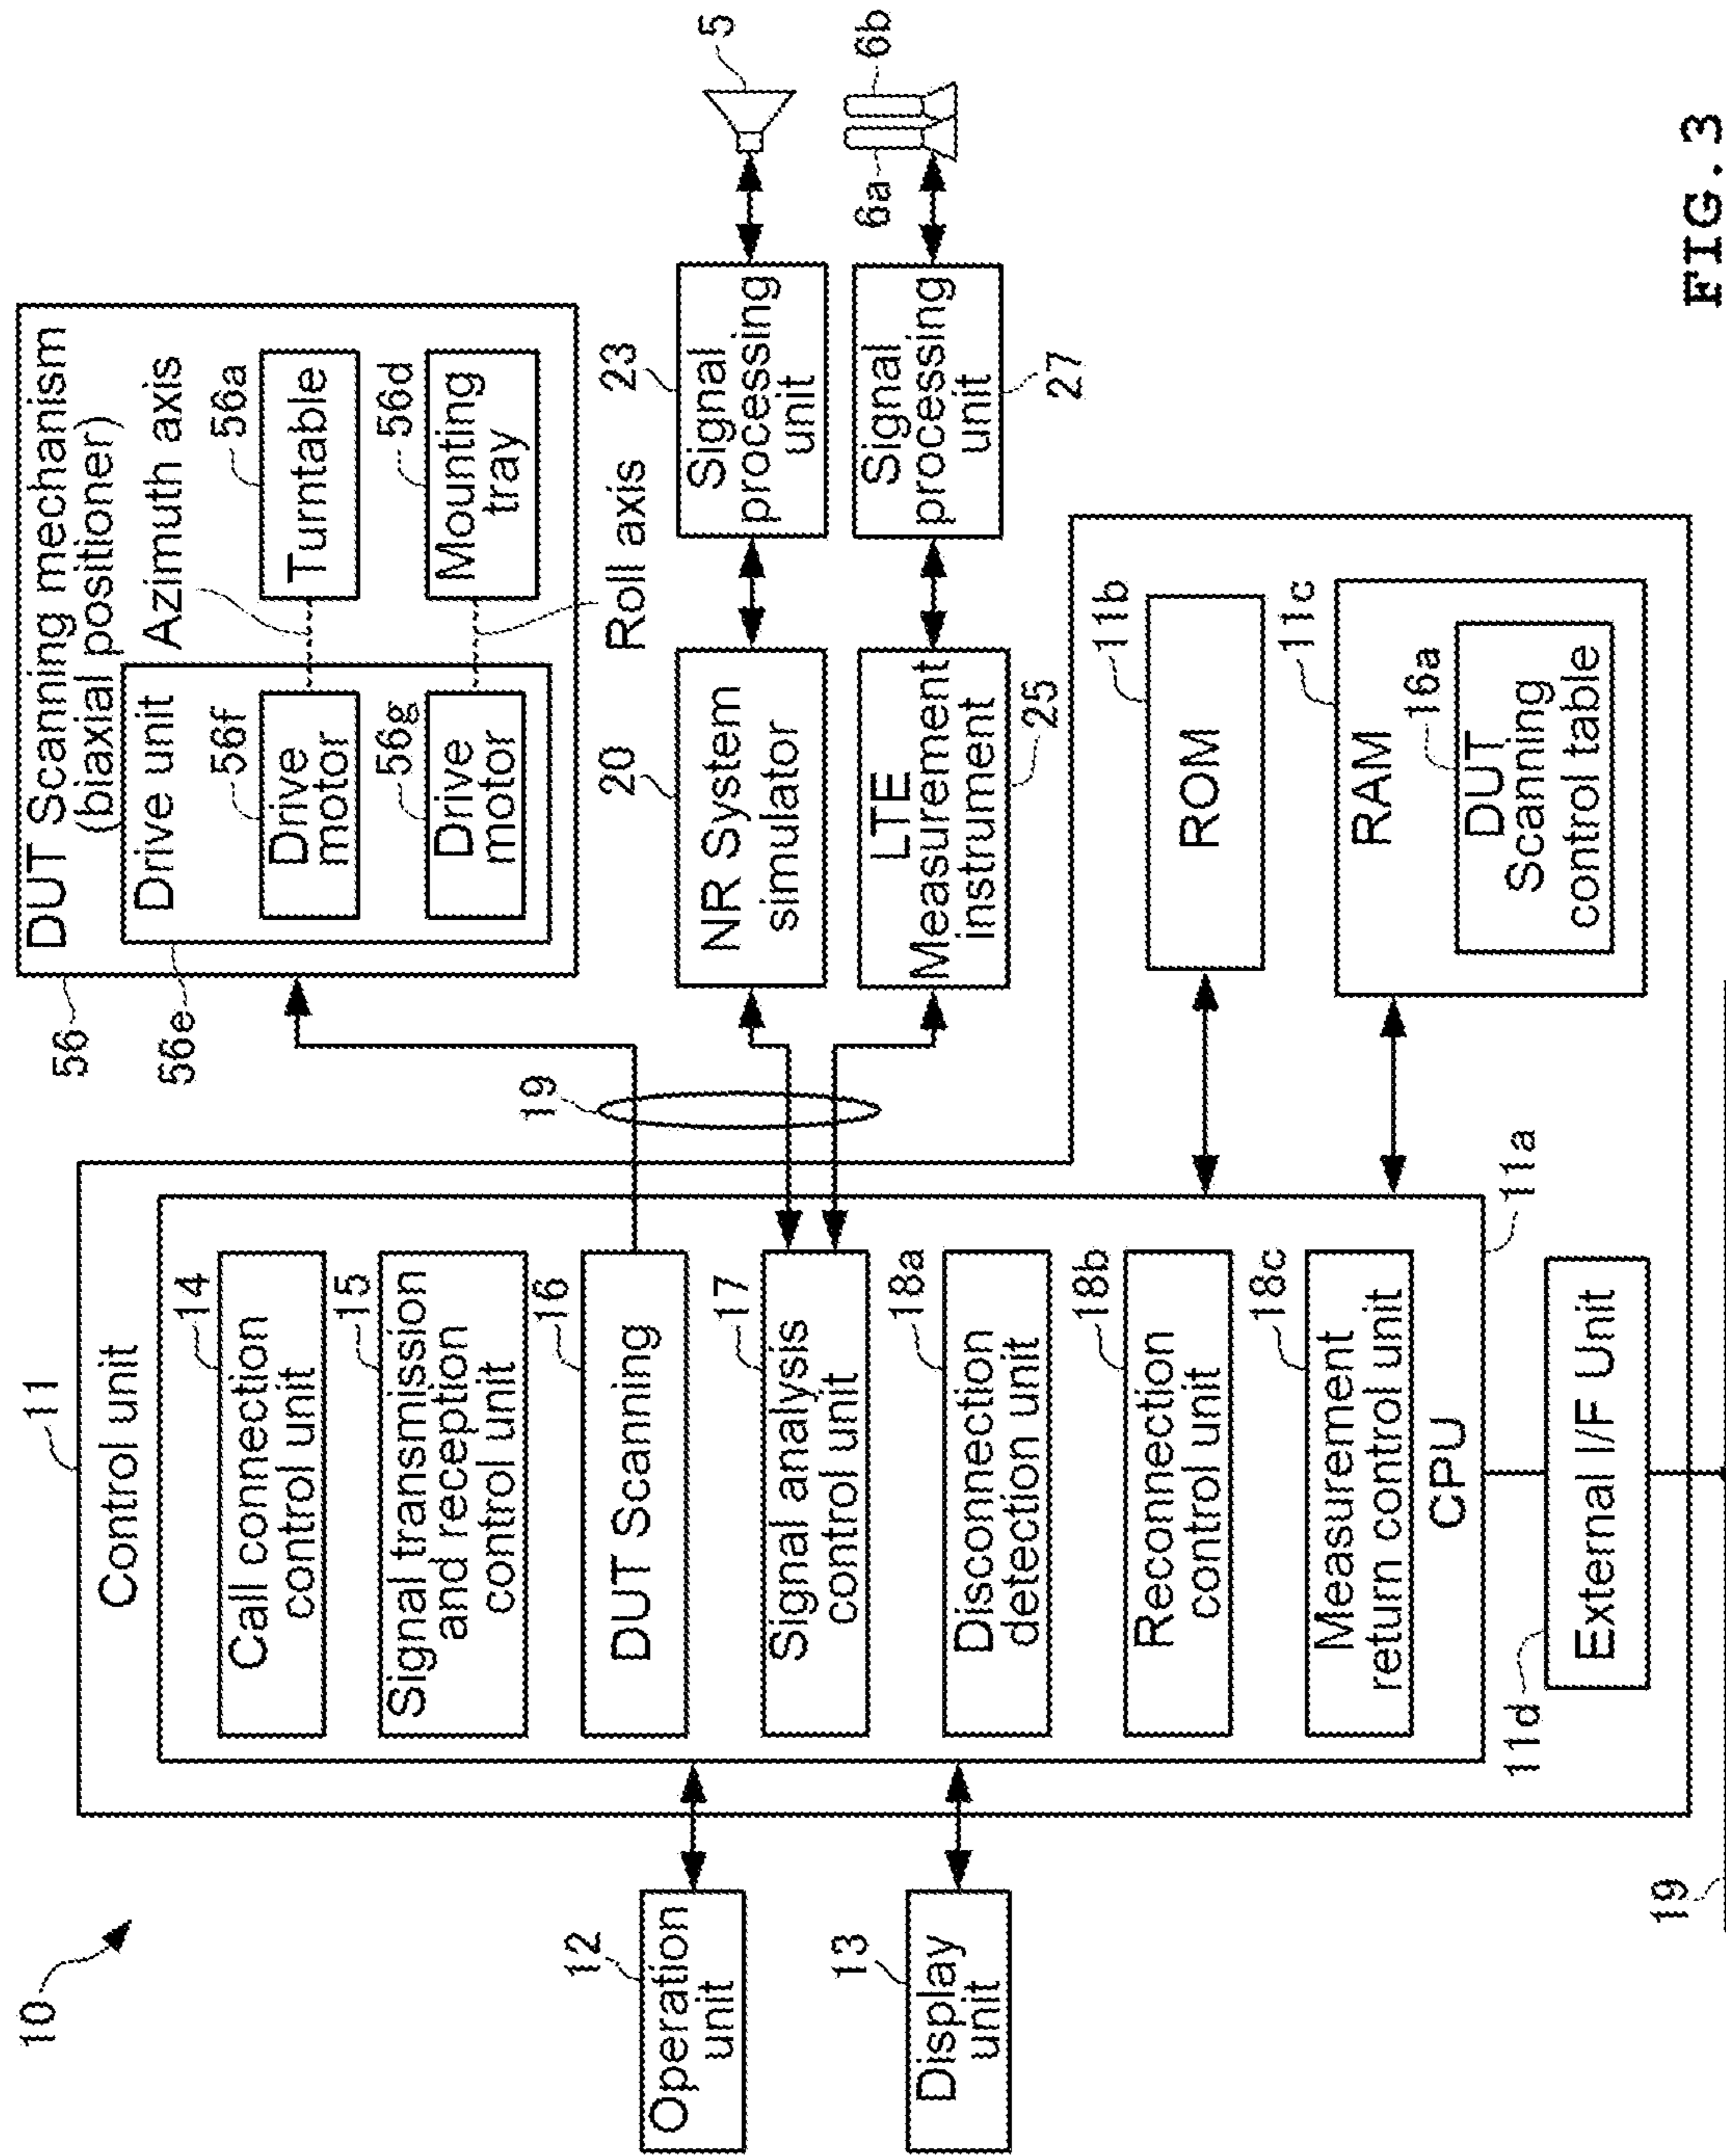 10
11
Control unit
14
Call connection
control unit
15
Signal transmission
and reception
control unit
16
DUT Scanning
17
Signal analysis
control unit
18a
Disconnection
detection unit
18b
Reconnection
control unit
18c
Measurement
return control unit
CPU
11a
11d
External I/F Unit
19
12
Operation
unit
13
Display
unit
19
56
DUT Scanning mechanism
(biaxial positioner)
56e
Drive unit
Azimuth axis
56f
Drive
motor
56a
Turntable
56g
Drive
motor
56d
Mounting
tray
Roll axis
20
NR System
simulator
23
Signal
processing
unit
5
LTE
Measurement
instrument
25
Signal
processing
unit
27
6a
6b
11b
ROM
11c
RAM
16a
DUT
Scanning
control table
FIG. 3